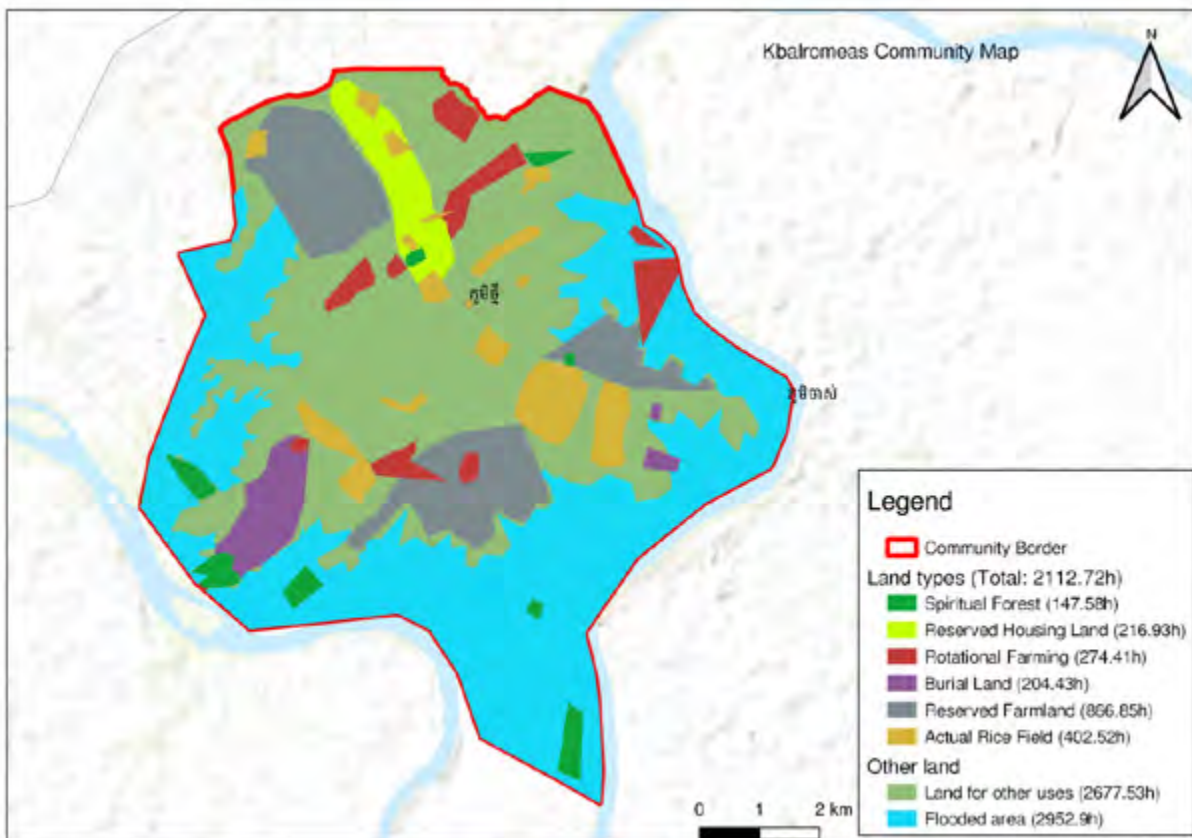 Kbalromeas Community Map
N
ភូមិថ្មី
ភូមិចាស់
Legend
Community Border
Land types (Total: 2112.72h)
Spiritual Forest (147.58h)
Reserved Housing Land (216.93h)
Rotational Farming (274.41h)
Burial Land (204.43h)
Reserved Farmland (866.85h)
Actual Rice Field (402.52h)
Other land
Land for other uses (2677.53h)
Flooded area (2952.9h)
0 1 2 km